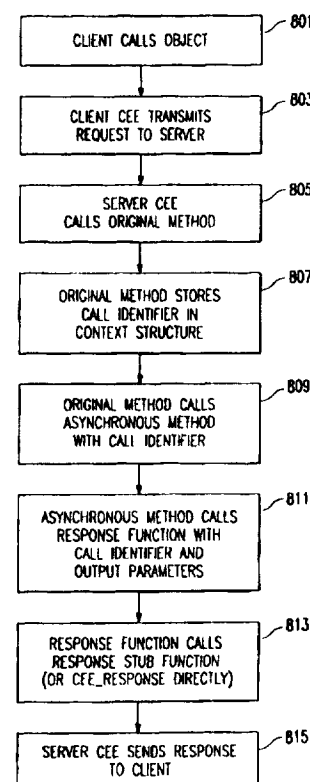 801
CLIENT CALLS OBJECT
803
CLIENT CEE TRANSMITS
REQUEST TO SERVER
805
SERVER CEE
CALLS ORIGINAL METHOD
807
ORIGINAL METHOD STORES
CALL IDENTIFIER IN
CONTEXT STRUCTURE
809
ORIGINAL METHOD CALLS
ASYNCHRONOUS METHOD
WITH CALL IDENTIFIER
811
ASYNCHRONOUS METHOD CALLS
RESPONSE FUNCTION WITH
CALL IDENTIFIER AND
OUTPUT PARAMETERS
813
RESPONSE FUNCTION CALLS
RESPONSE STUB FUNCTION
(OR CEE_RESPONSE DIRECTLY)
815
SERVER CEE SENDS RESPONSE
TO CLIENT